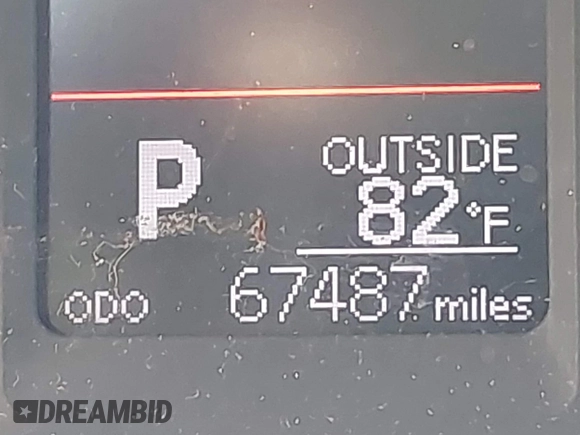 P
OUTSIDE
82°F
ODO 67487 miles
DREAMBID